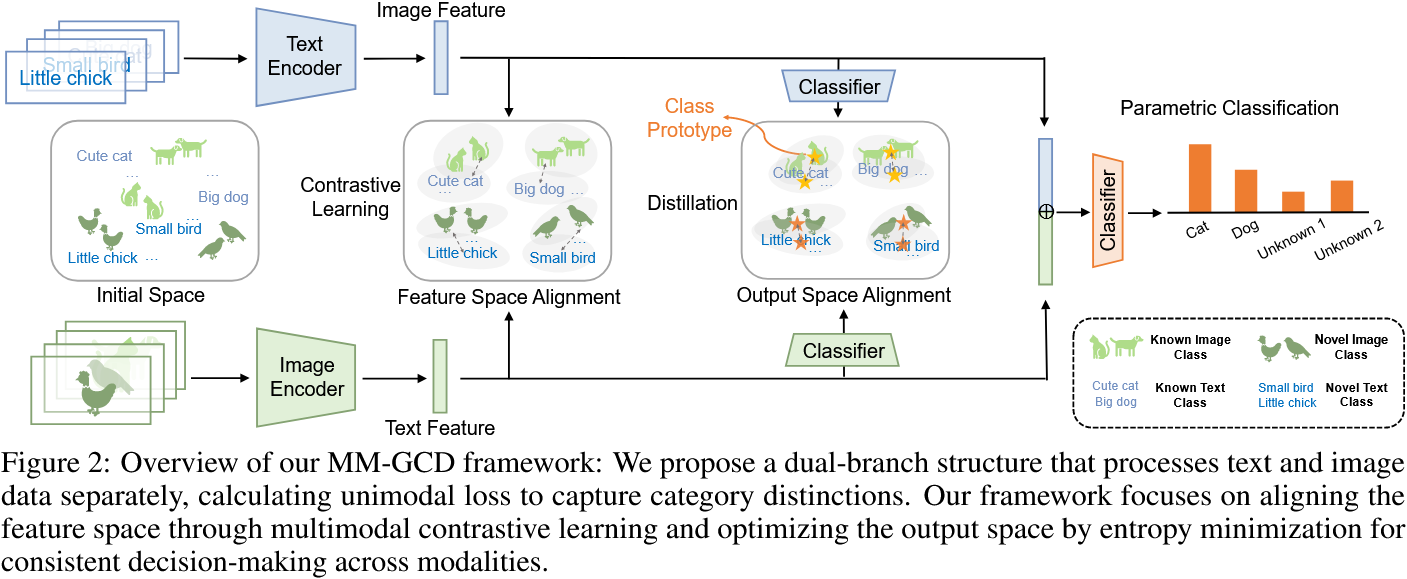 Image Feature
Big dog
Small bird
Little chick
Text
Encoder
Classifier
Class
Prototype
Parametric Classification
Cute cat
...
Big dog
...
Small bird
Little chick ...
Initial Space
Contrastive
Learning
Cute cat
...
Big dog ...
...
Little chick
...
Small bird
Feature Space Alignment
Distillation
Cute cat ...
Big dog ...
Little chick
...
Small bird
...
Output Space Alignment
Classifier
Cat
Dog
Unknown 1
Unknown 2
Image
Encoder
Text Feature
Classifier
Known Image
Class
Novel Image
Class
Cute cat
Big dog
Known Text
Class
Small bird
Little chick
Novel Text
Class
Figure 2: Overview of our MM-GCD framework: We propose a dual-branch structure that processes text and image
data separately, calculating unimodal loss to capture category distinctions. Our framework focuses on aligning the
feature space through multimodal contrastive learning and optimizing the output space by entropy minimization for
consistent decision-making across modalities.